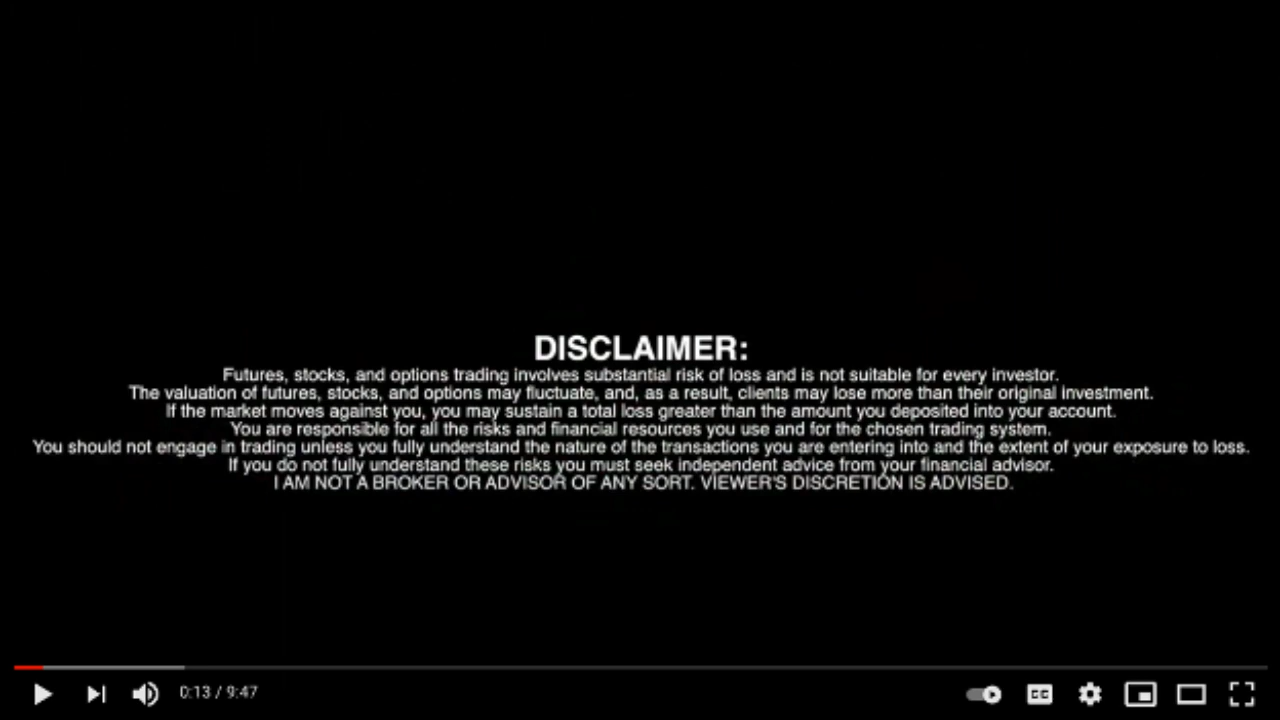 DISCLAIMER:
Futures, stocks, and options trading involves substantial risk of loss and is not suitable for every investor.
The valuation of futures, stocks, and options may fluctuate, and, as a result, clients may lose more than their original investment.
If the market moves against you, you may sustain a total loss greater than the amount you deposited into your account.
You are responsible for all the risks and financial resources you use and for the chosen trading system.
You should not engage in trading unless you fully understand the nature of the transactions you are entering into and the extent of your exposure to loss.
If you do not fully understand these risks you must seek independent advice from your financial advisor.
I AM NOT A BROKER OR ADVISOR OF ANY SORT. VIEWER'S DISCRETION IS ADVISED.
0:13 / 9:47
CC